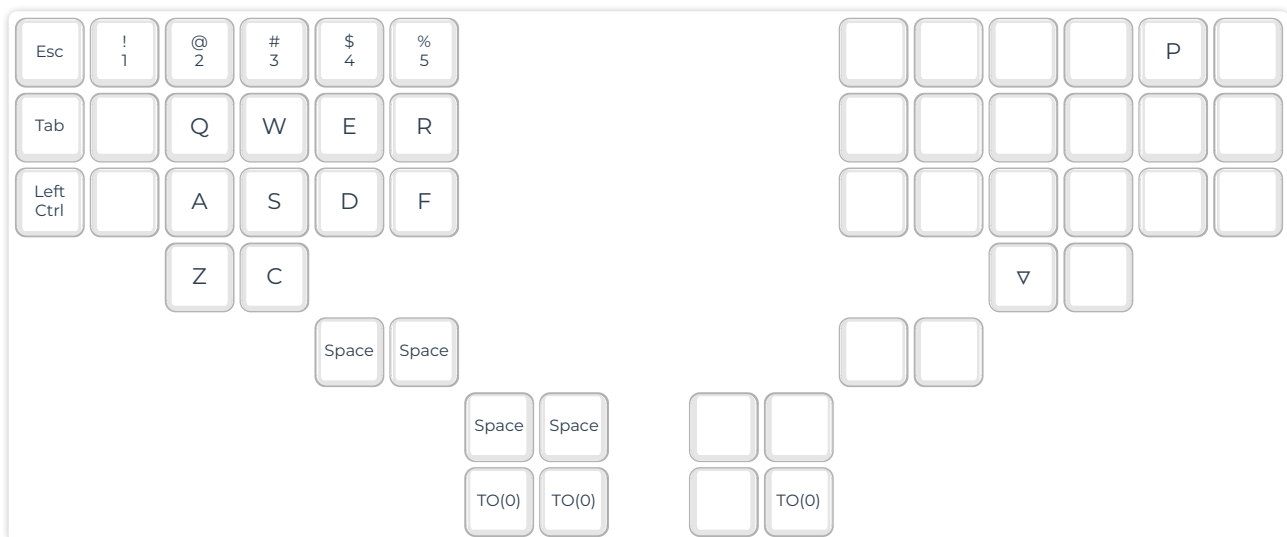 Esc ! @ # $ % P
1 2 3 4 5
Tab Q W E R
Left
Ctrl A S D F
Z C ▽
Space Space
Space Space
TO(0) TO(0) TO(0)